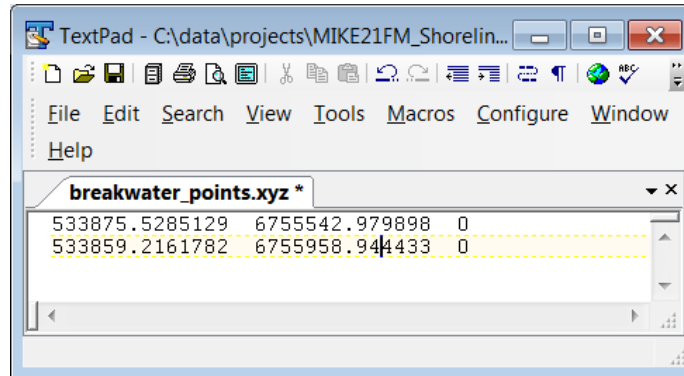 TextPad - C:\data\projects\MIKE21FM_Shorelin...
ABC
File Edit Search View Tools Macros Configure Window
Help
breakwater_points.xyz *
533875.5285129 6755542.979898 0
533859.2161782 6755958.944433 0